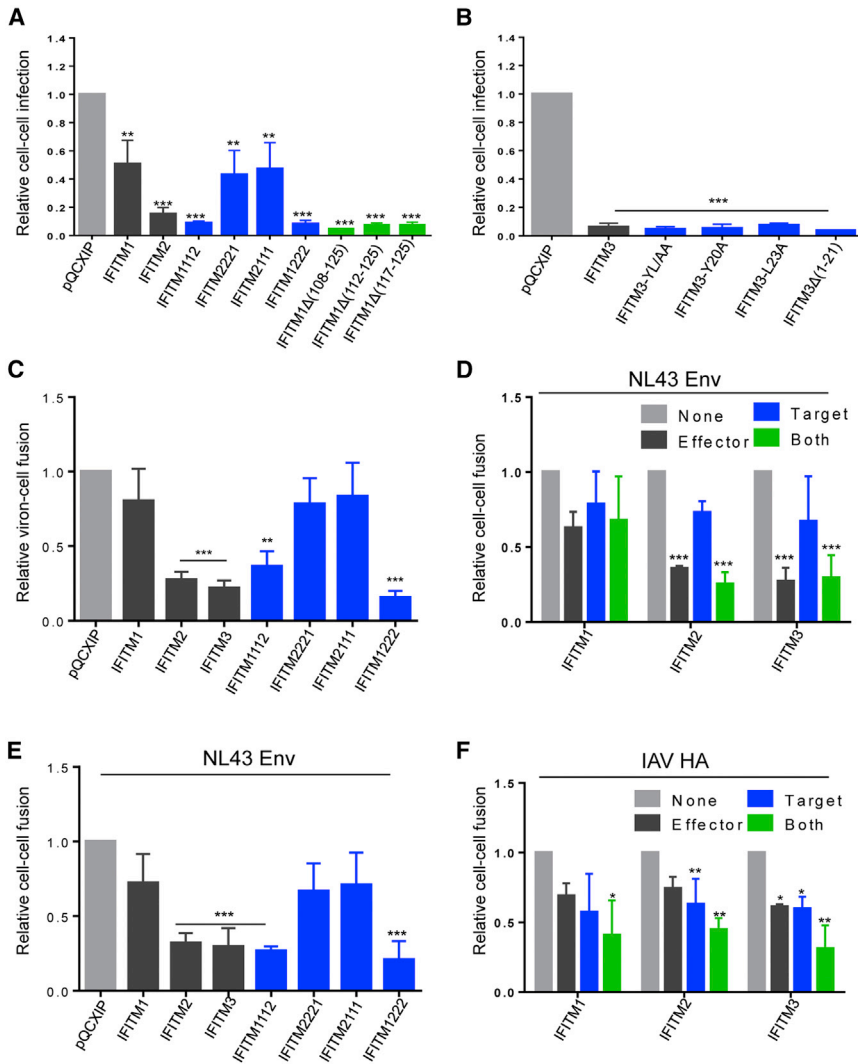 A
Relative cell-cell infection
1.4
1.2
1.0
0.8
0.6
0.4
0.2
0.0
**
***
***
**
**
***
***
***
***
pQCXIP
IFITM1
IFITM2
IFITM1112
IFITM2221
IFITM2111
IFITM1222
IFITM1Δ(108-125)
IFITM1Δ(112-125)
IFITM1Δ(117-125)
B
Relative cell-cell infection
1.4
1.2
1.0
0.8
0.6
0.4
0.2
0.0
***
pQCXIP
IFITM3
IFITM3-YL/AA
IFITM3-Y20A
IFITM3-L23A
IFITM3Δ(1-21)
C
Relative viron-cell fusion
1.5
1.0
0.5
0.0
***
**
***
pQCXIP
IFITM1
IFITM2
IFITM3
IFITM1112
IFITM2221
IFITM2111
IFITM1222
D
NL43 Env
Relative cell-cell fusion
1.5
1.0
0.5
0.0
None
Target
Effector
Both
***
***
***
***
IFITM1
IFITM2
IFITM3
E
NL43 Env
Relative cell-cell fusion
1.5
1.0
0.5
0.0
***
***
pQCXIP
IFITM1
IFITM2
IFITM3
IFITM1112
IFITM2221
IFITM2111
IFITM1222
F
IAV HA
Relative cell-cell fusion
1.5
1.0
0.5
0.0
None
Target
Effector
Both
*
**
**
*
*
**
IFITM1
IFITM2
IFITM3